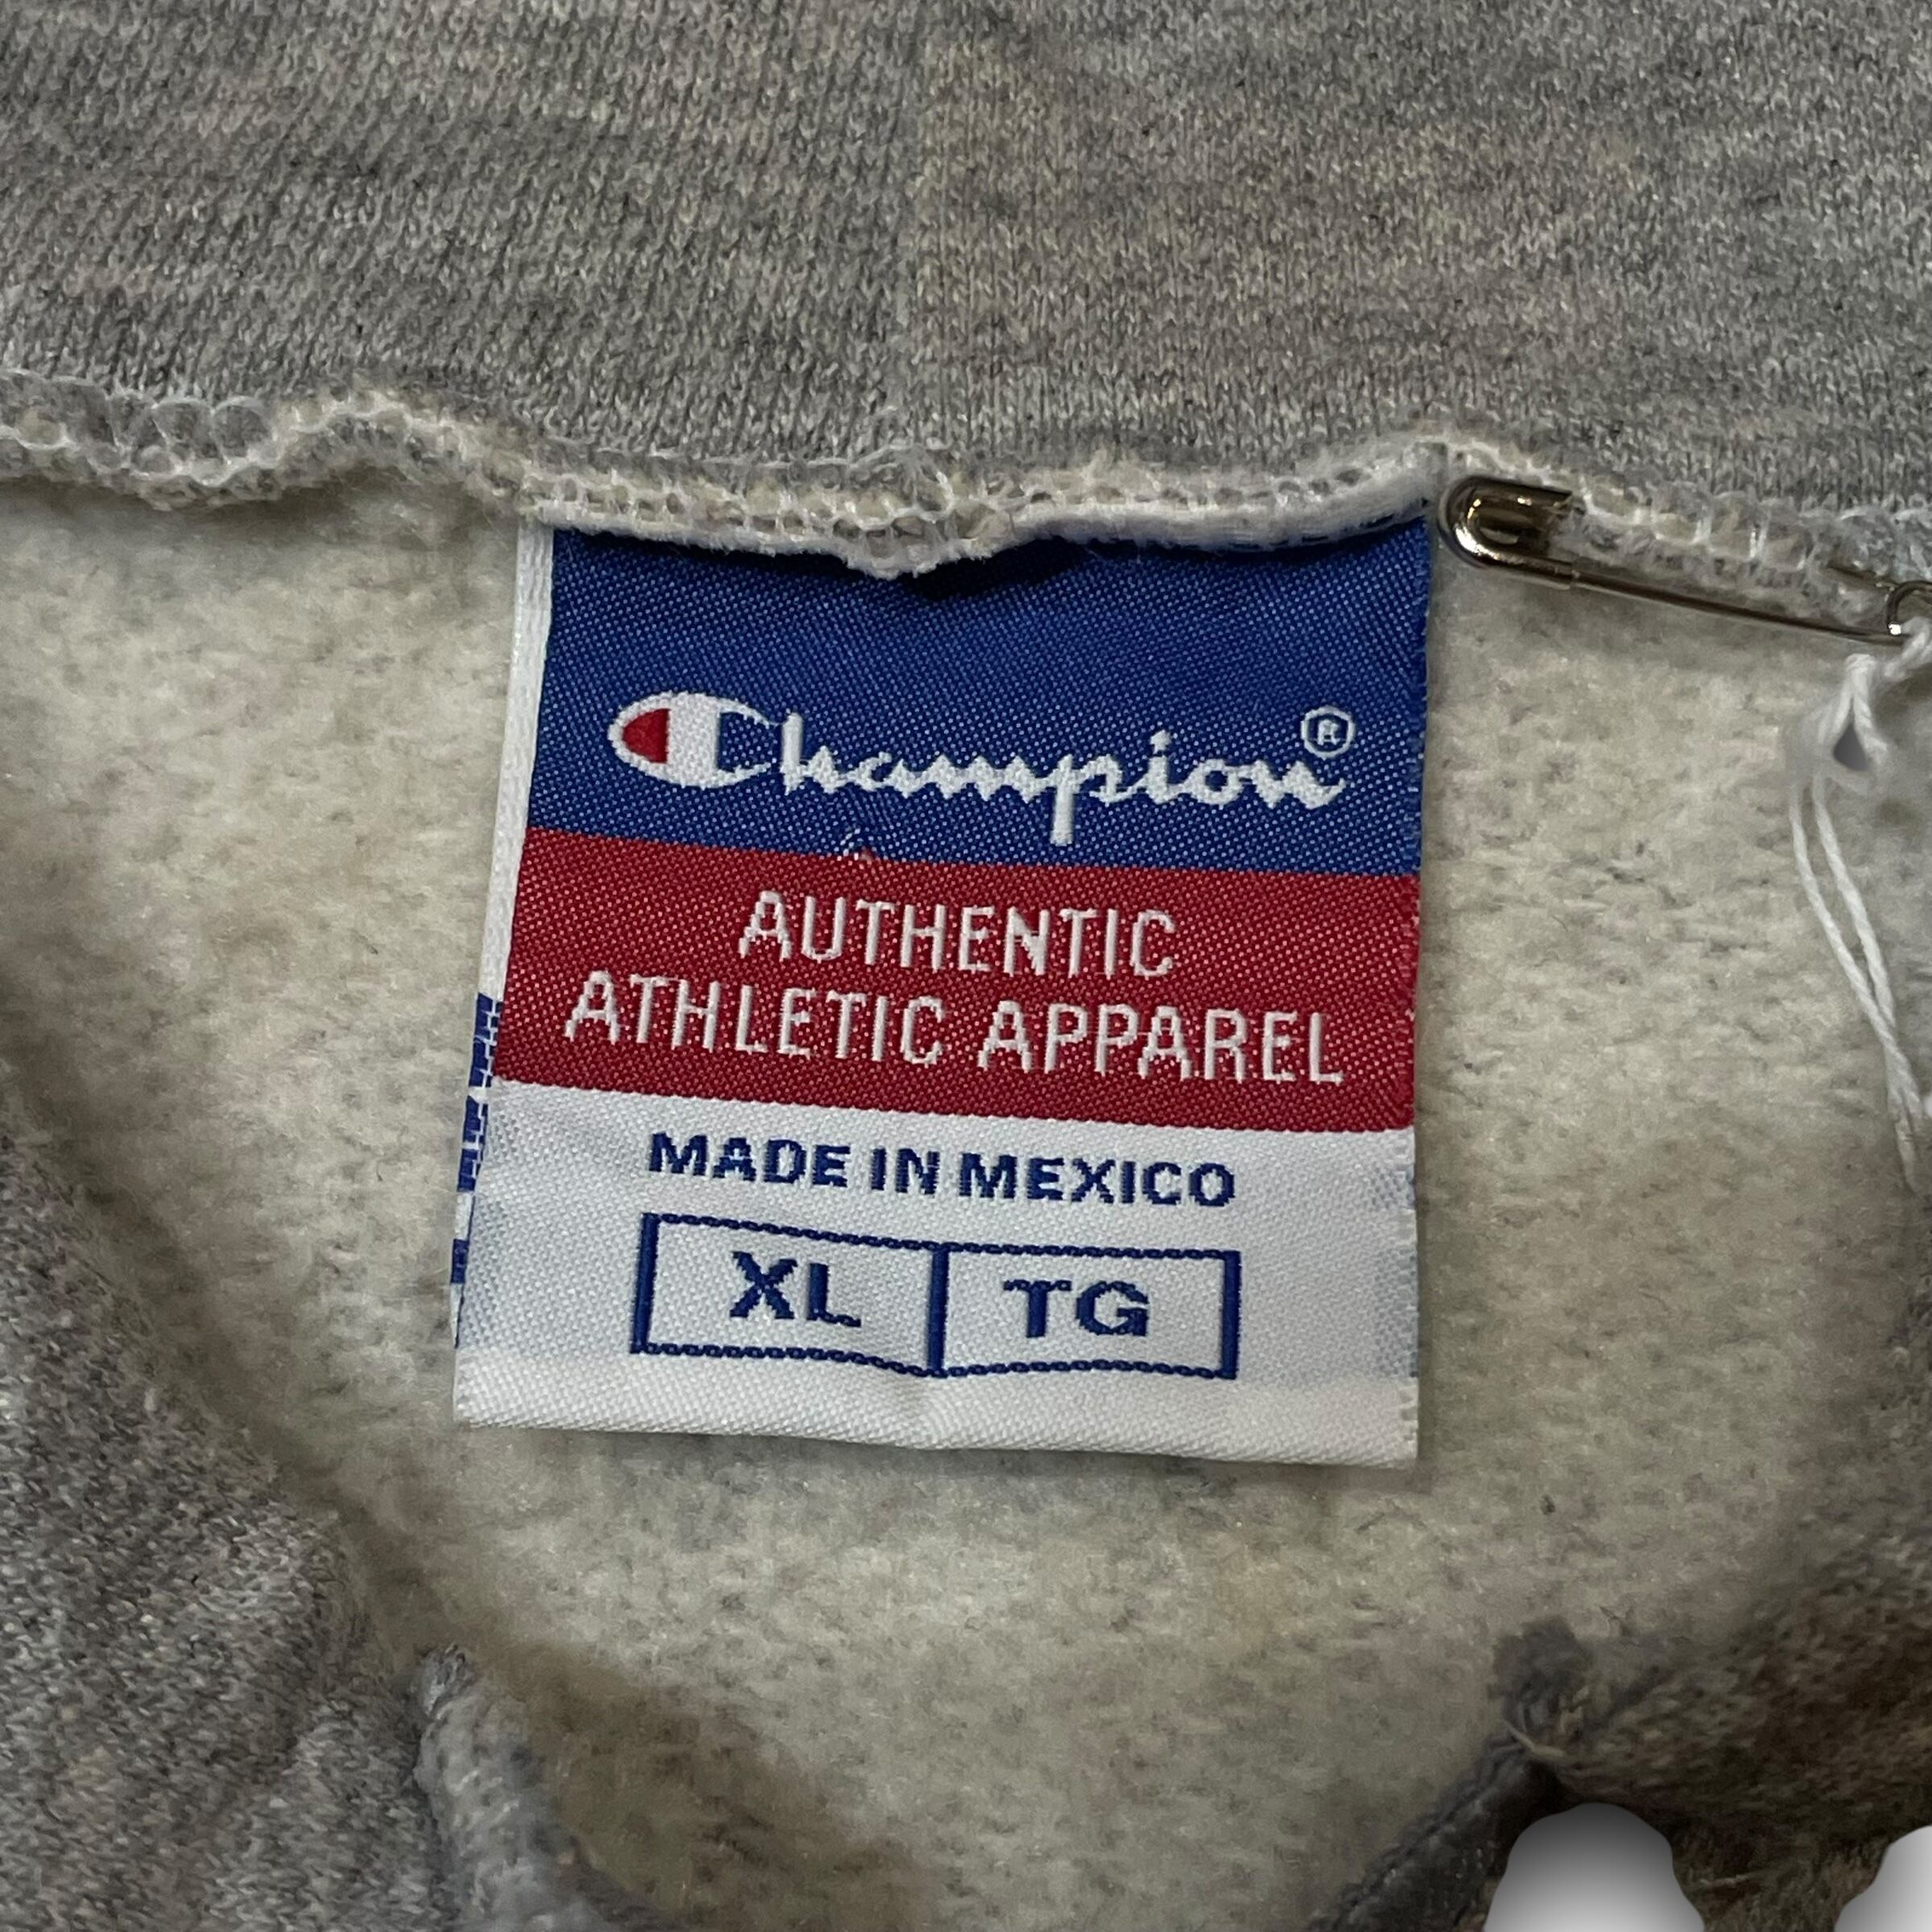 Champion®
AUTHENTIC
ATHLETIC APPAREL
MADE IN MEXICO
XL TG